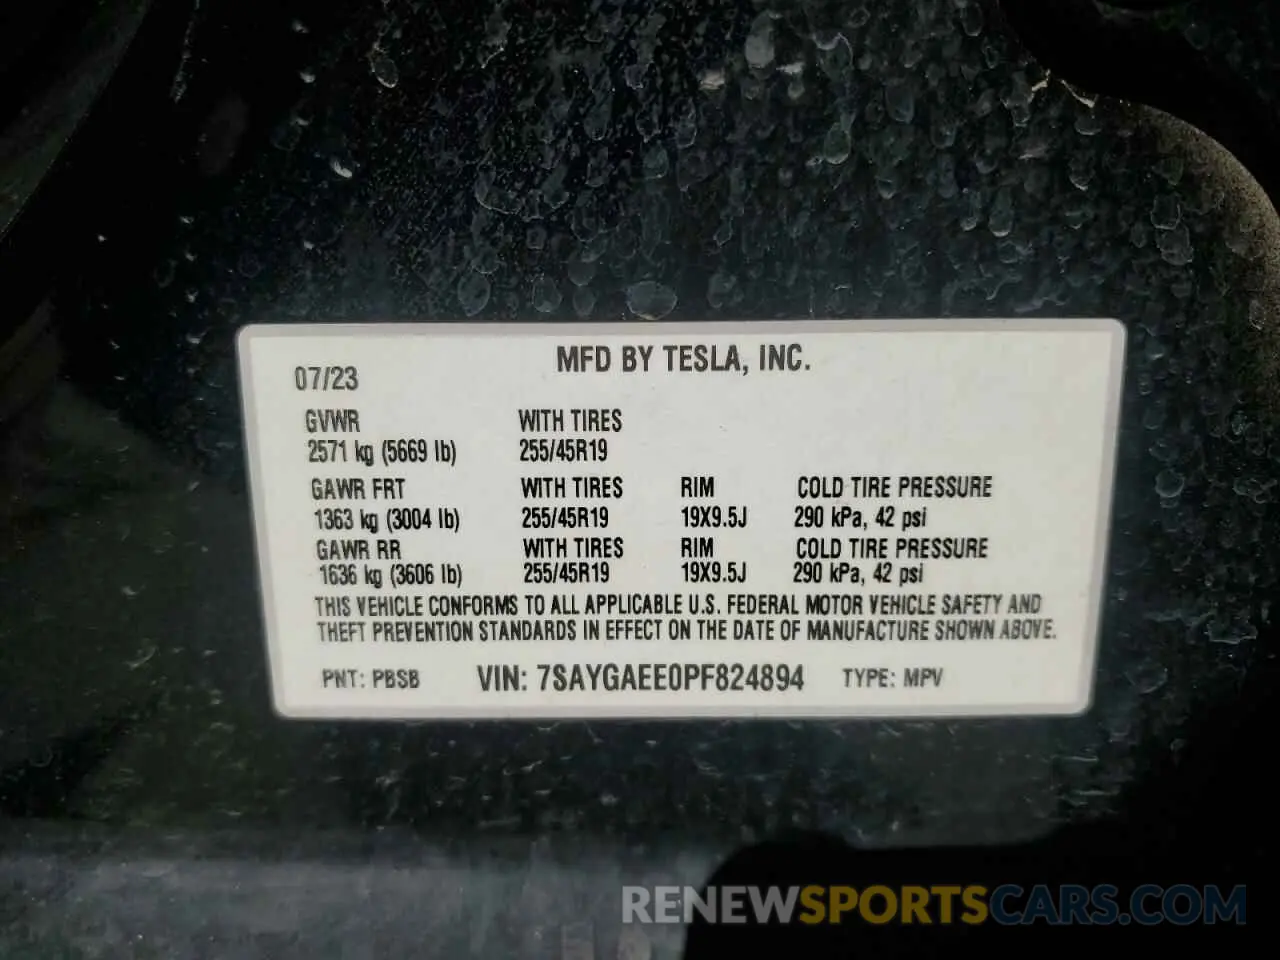 MFD BY TESLA, INC.
07/23
GVWR WITH TIRES
2571 kg (5669 lb) 255/45R19
GAWR FRT WITH TIRES RIM COLD TIRE PRESSURE
1363 kg (3004 lb) 255/45R19 19X9.5J 290 kPa, 42 psi
GAWR RR WITH TIRES RIM COLD TIRE PRESSURE
1636 kg (3606 lb) 255/45R19 19X9.5J 290 kPa, 42 psi
THIS VEHICLE CONFORMS TO ALL APPLICABLE U.S. FEDERAL MOTOR VEHICLE SAFETY AND
THEFT PREVENTION STANDARDS IN EFFECT ON THE DATE OF MANUFACTURE SHOWN ABOVE.
PNT: PBSB VIN: 7SAYGAEE0PF824894 TYPE: MPV
RENEWSPORTSCARS.COM